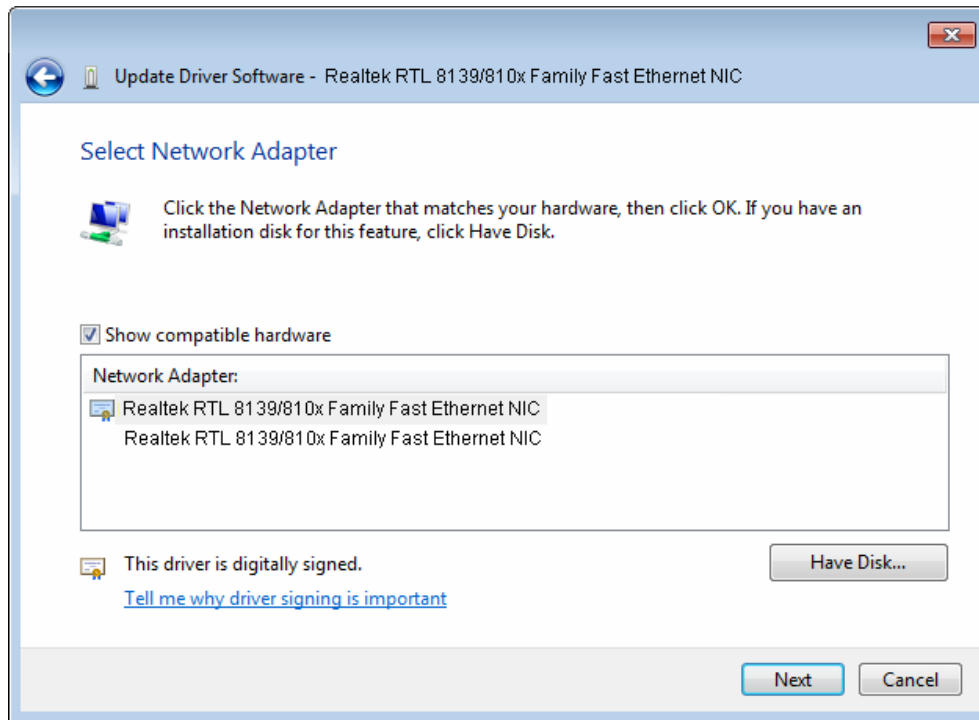 Update Driver Software - Realtek RTL 8139/810x Family Fast Ethernet NIC
Select Network Adapter
Click the Network Adapter that matches your hardware, then click OK. If you have an
installation disk for this feature, click Have Disk.
Show compatible hardware
Network Adapter:
Realtek RTL 8139/810x Family Fast Ethernet NIC
Realtek RTL 8139/810x Family Fast Ethernet NIC
This driver is digitally signed.
Have Disk...
Tell me why driver signing is important
Next
Cancel